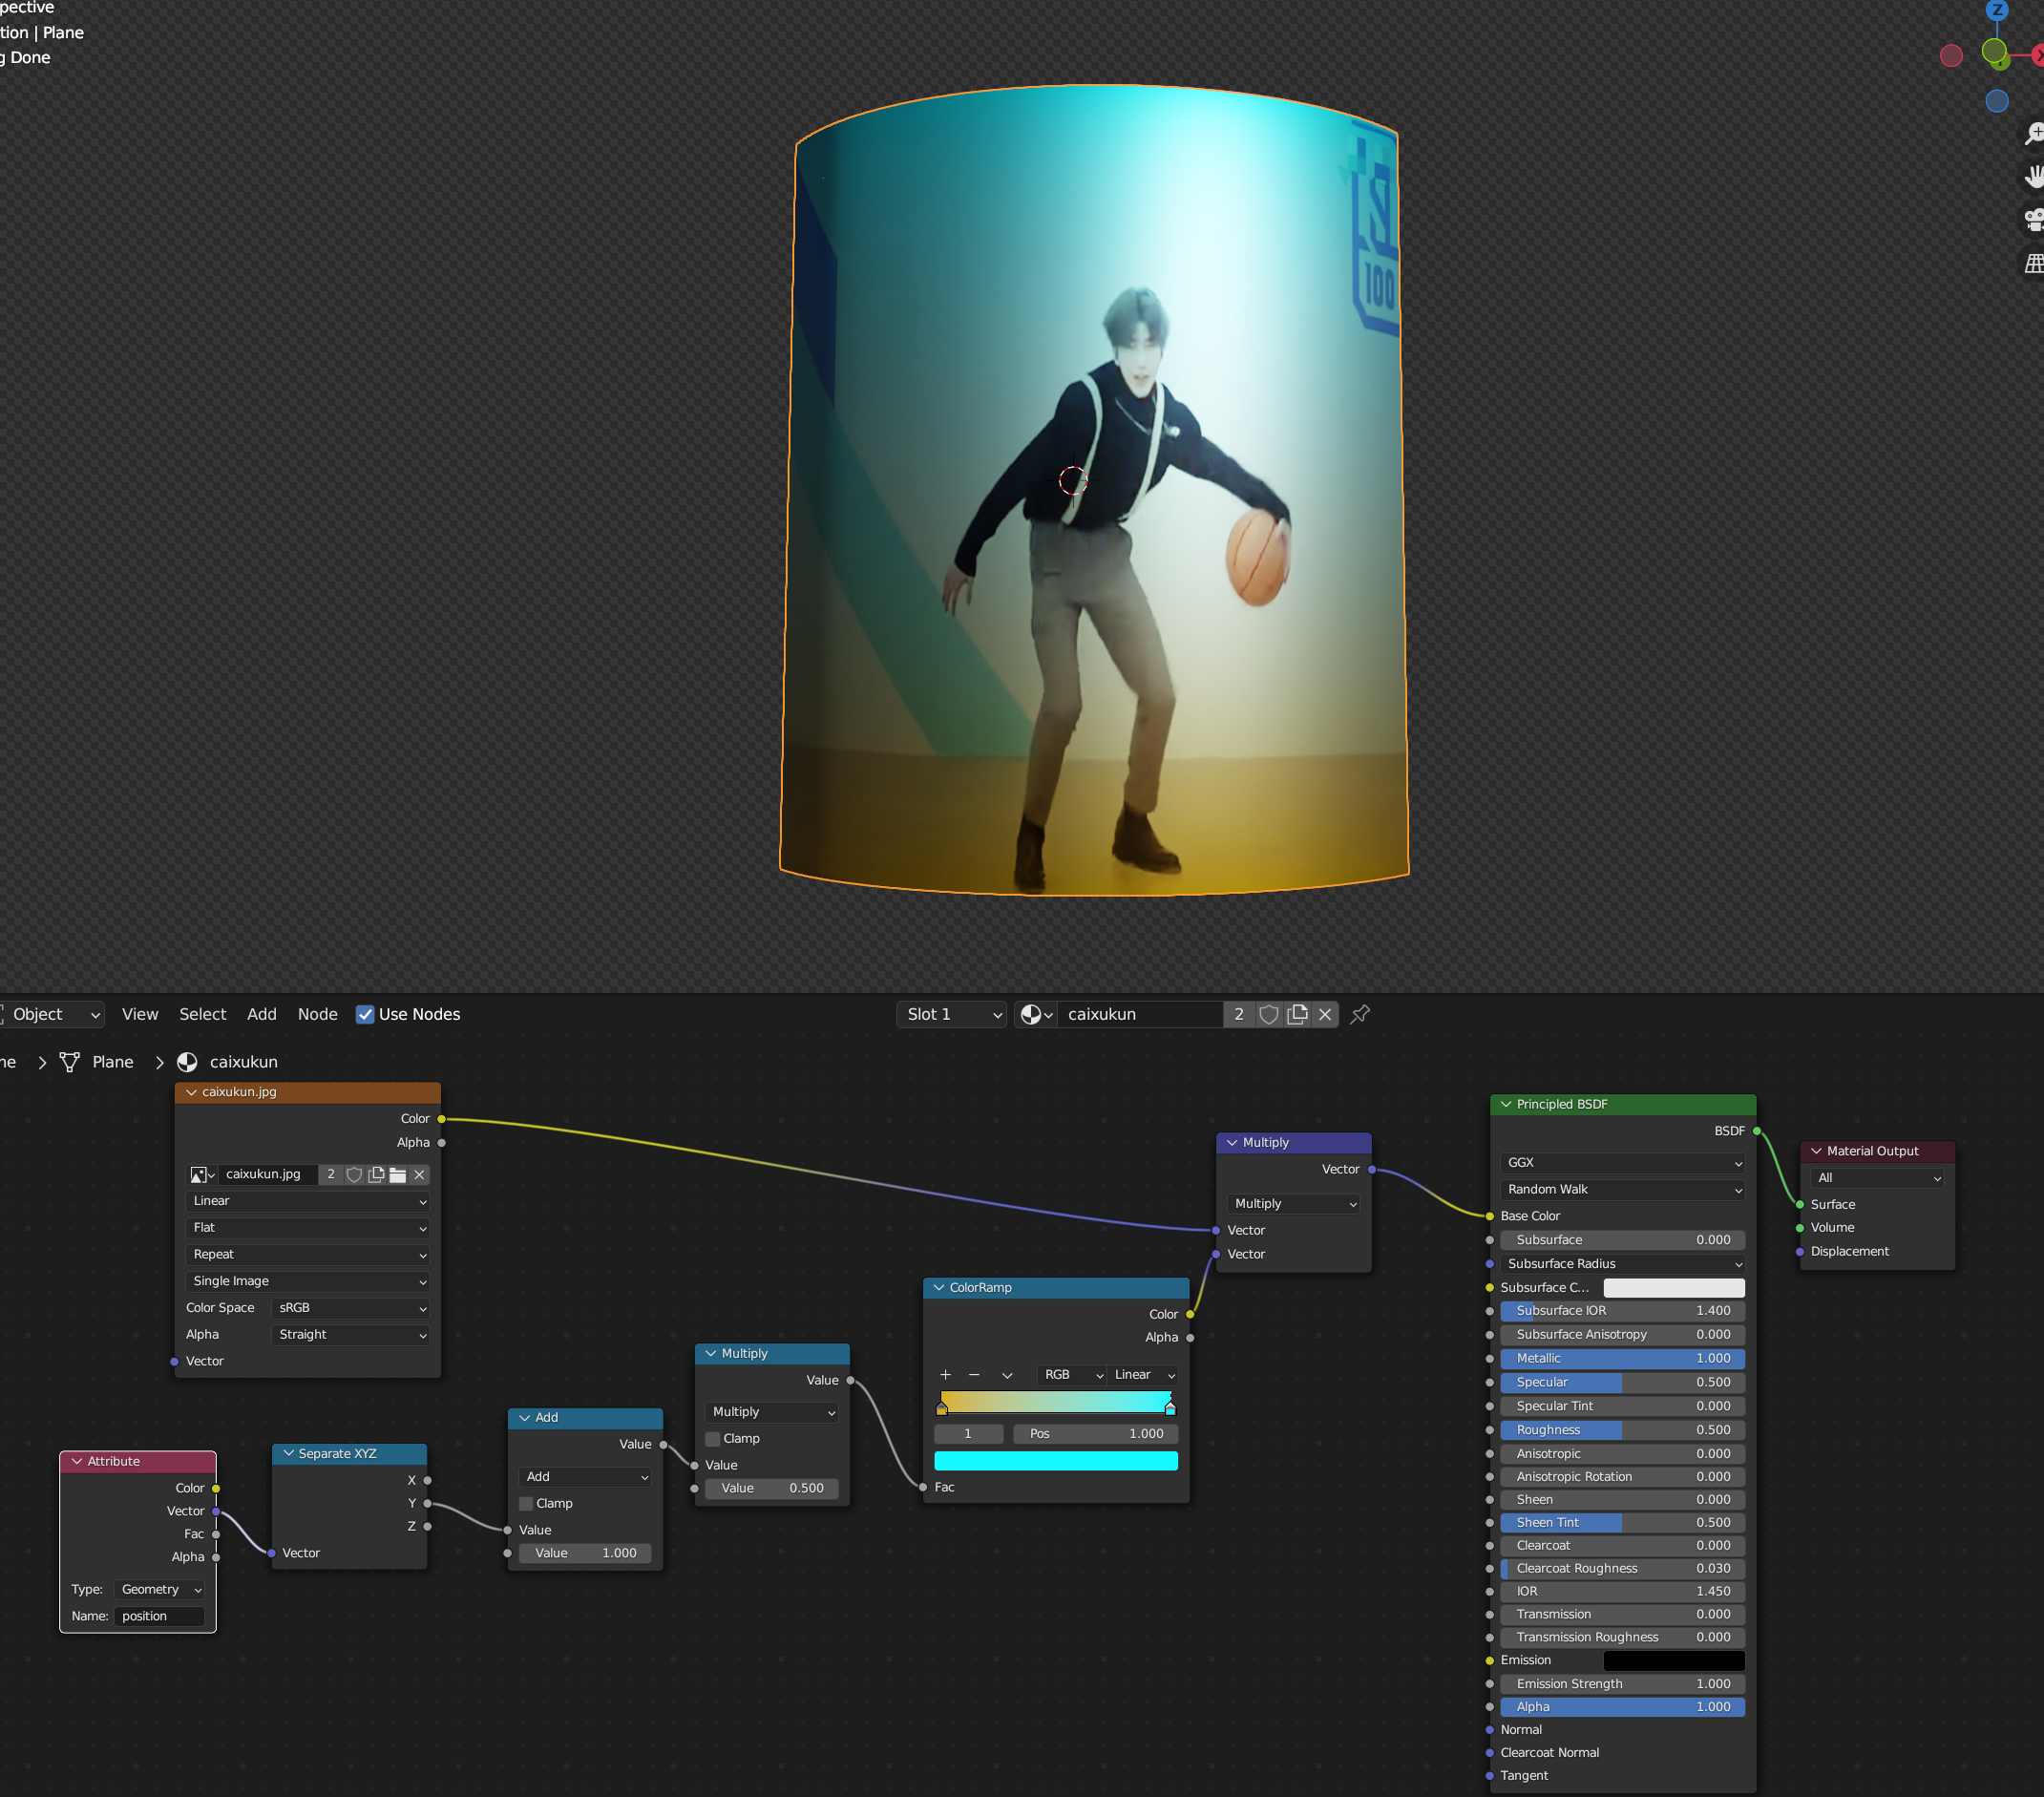 pective
tion | Plane
g Done
Z
X
100
Object View Select Add Node Use Nodes Slot 1 caixukun 2
ne > Plane > caixukun
caixukun.jpg
Color
Alpha
caixukun.jpg 2
Linear
Flat
Repeat
Single Image
Color Space sRGB
Alpha Straight
Vector
Attribute
Color
Vector
Fac
Alpha
Type: Geometry
Name: position
Separate XYZ
X
Y
Z
Vector
Add
Value
Add
Clamp
Value
Value 1.000
Multiply
Value
Multiply
Clamp
Value
Value 0.500
ColorRamp
Color
Alpha
+ − RGB Linear
1 Pos 1.000
Fac
Multiply
Vector
Multiply
Vector
Vector
Principled BSDF
BSDF
GGX
Random Walk
Base Color
Subsurface 0.000
Subsurface Radius
Subsurface C...
Subsurface IOR 1.400
Subsurface Anisotropy 0.000
Metallic 1.000
Specular 0.500
Specular Tint 0.000
Roughness 0.500
Anisotropic 0.000
Anisotropic Rotation 0.000
Sheen 0.000
Sheen Tint 0.500
Clearcoat 0.000
Clearcoat Roughness 0.030
IOR 1.450
Transmission 0.000
Transmission Roughness 0.000
Emission
Emission Strength 1.000
Alpha 1.000
Normal
Clearcoat Normal
Tangent
Material Output
All
Surface
Volume
Displacement